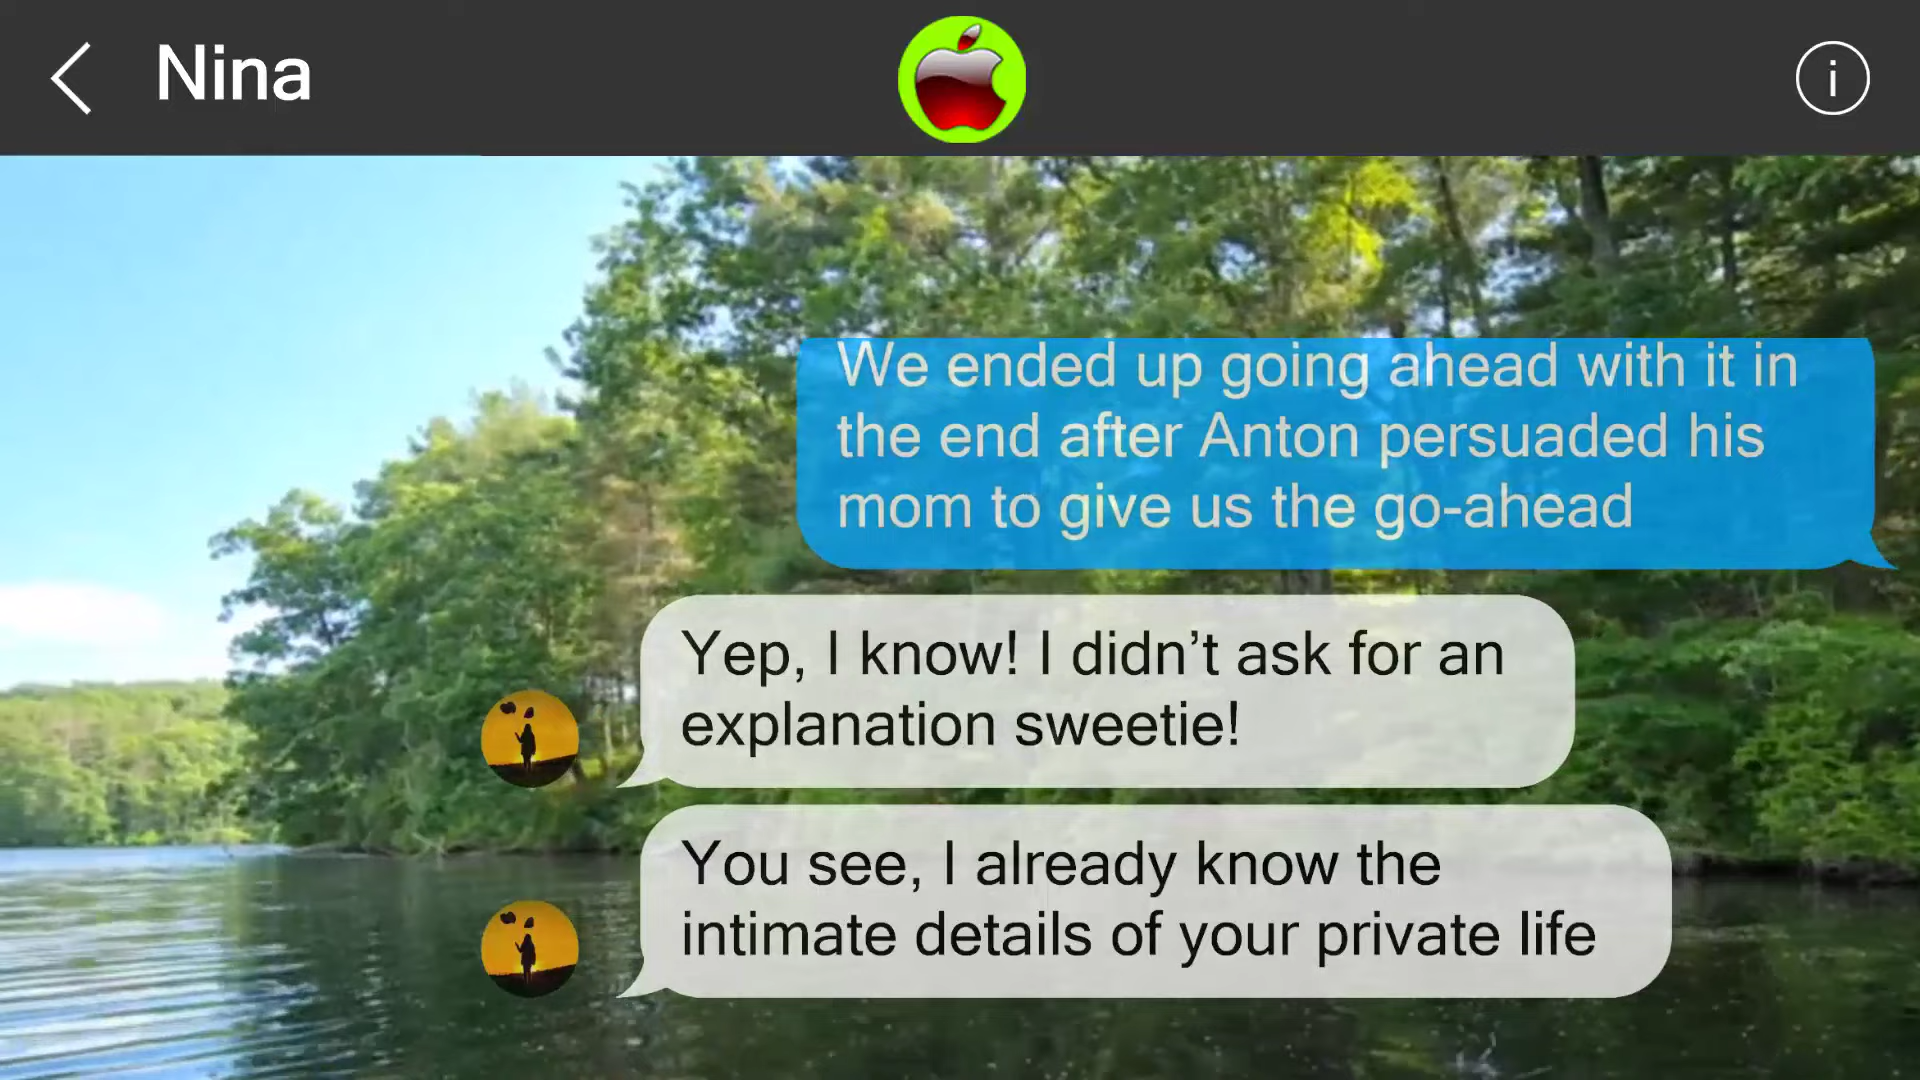 Nina
i
We ended up going ahead with it in
the end after Anton persuaded his
mom to give us the go-ahead
Yep, I know! I didn’t ask for an
explanation sweetie!
You see, I already know the
intimate details of your private life